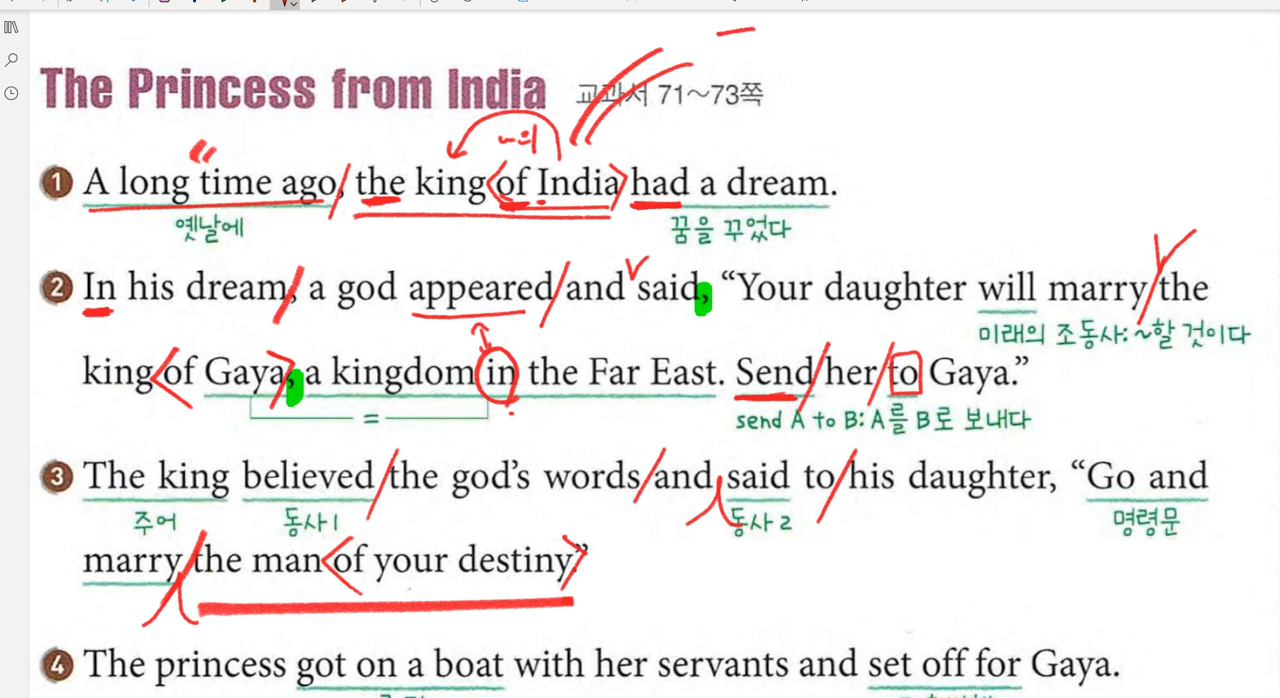 The Princess from India 교과서 71~73쪽
~의
1 A long time ago, the king of India had a dream.
옛날에 꿈을 꾸었다
2 In his dream, a god appeared and said, “Your daughter will marry the
미래의 조동사: ~할 것이다
king of Gaya, a kingdom in the Far East. Send her to Gaya.”
= send A to B: A를 B로 보내다
3 The king believed the god’s words and said to his daughter, “Go and
주어 동사1 동사2 명령문
marry the man of your destiny.”
4 The princess got on a boat with her servants and set off for Gaya.